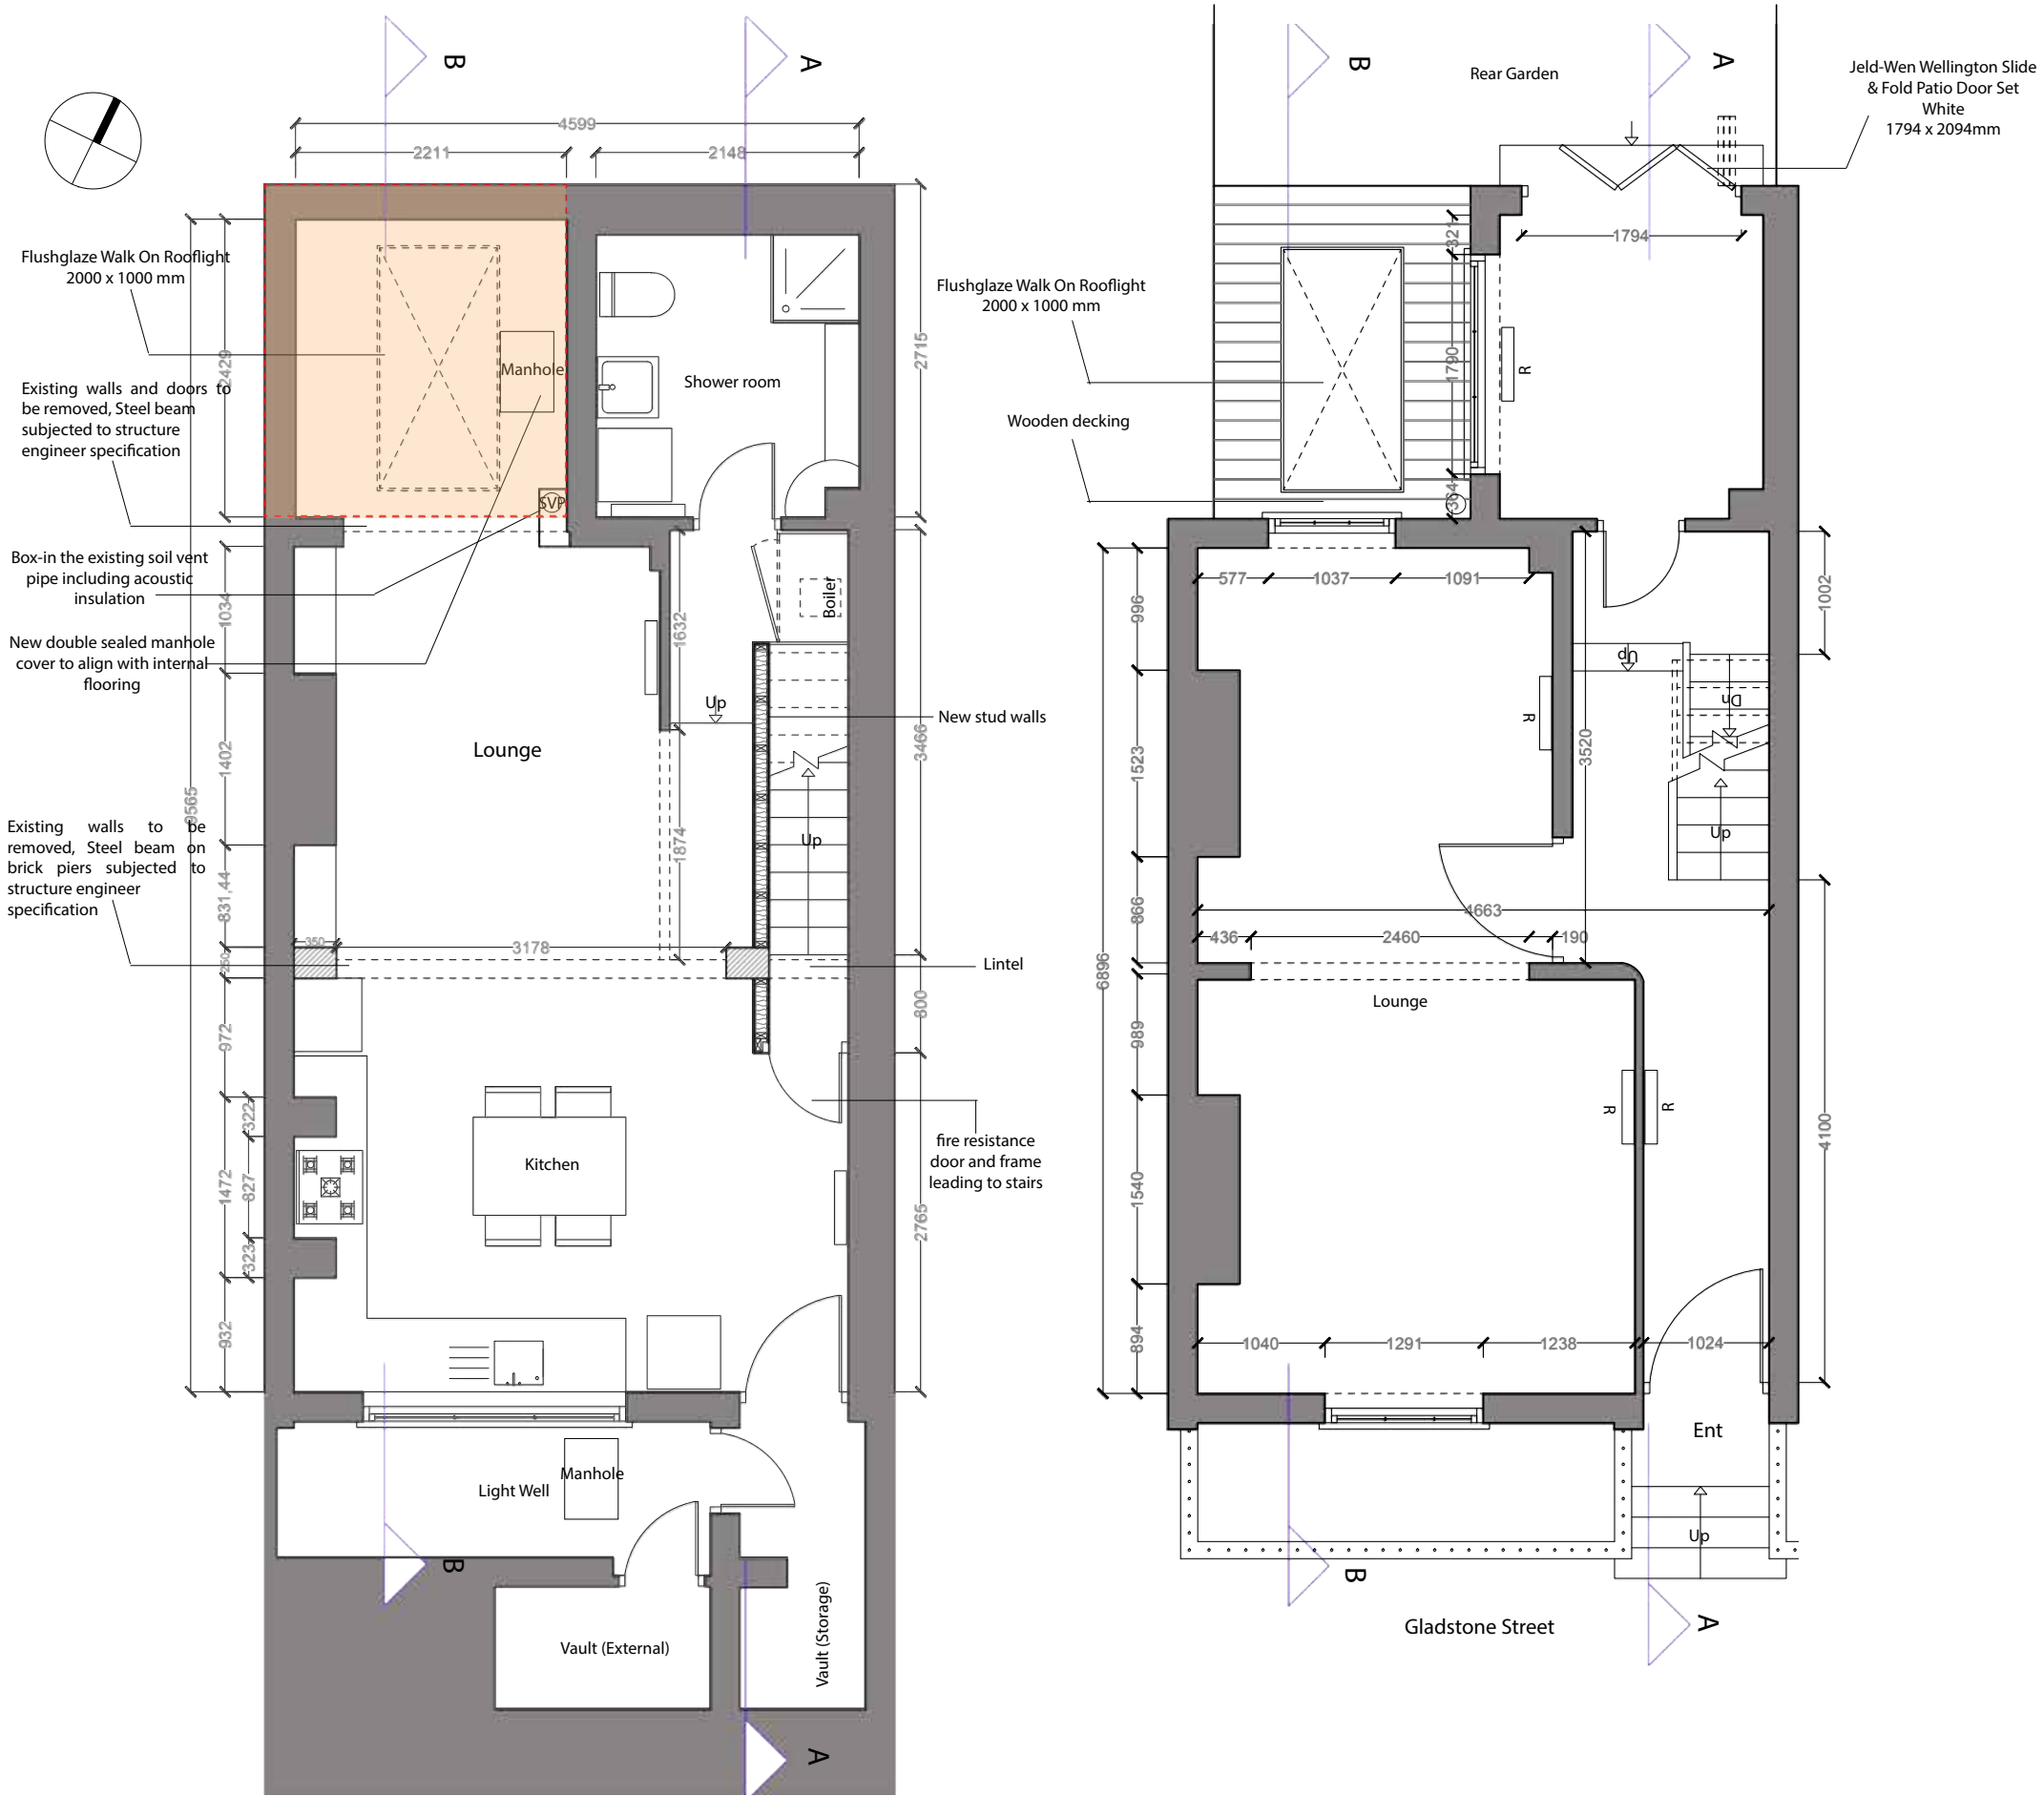 B
A
4599
2211
2148
Flushglaze Walk On Rooflight
2000 x 1000 mm
Existing walls and doors to
be removed, Steel beam
subjected to structure
engineer specification
Box-in the existing soil vent
pipe including acoustic
insulation
New double sealed manhole
cover to align with internal
flooring
Existing walls to be
removed, Steel beam on
brick piers subjected to
structure engineer
specification
9565
2429
1034
1402
831,44
250
972
322
1472
827
323
932
Manhole
SVP
Shower room
2715
Boiler
1632
Up
Lounge
1874
Up
3466
New stud walls
350
3178
Lintel
800
fire resistance
door and frame
leading to stairs
Kitchen
2765
Manhole
Light Well
B
Vault (External)
Vault (Storage)
A
B
A
Rear Garden
Jeld-Wen Wellington Slide
& Fold Patio Door Set
White
1794 x 2094mm
Flushglaze Walk On Rooflight
2000 x 1000 mm
Wooden decking
321
1794
1790
R
364
577
1037
1091
996
1002
Up
Dn
R
1523
3520
Up
866
4663
436
2460
190
6896
Lounge
989
R
R
4100
1540
894
1040
1291
1238
1024
Ent
Up
B
A
Gladstone Street